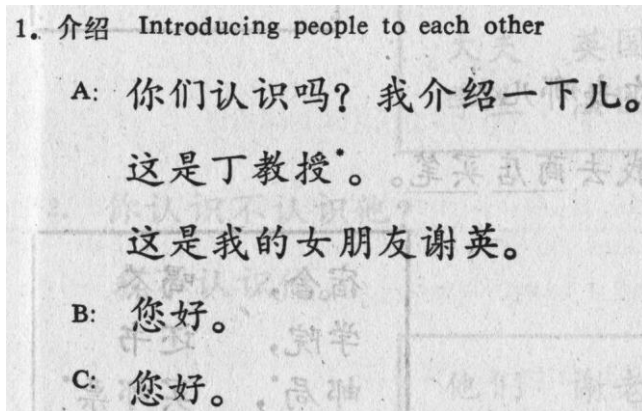 1. 介绍 Introducing people to each other
A: 你们认识吗? 我介绍一下儿。
这是丁教授*。
这是我的女朋友谢英。
B: 您好。
C: 您好。